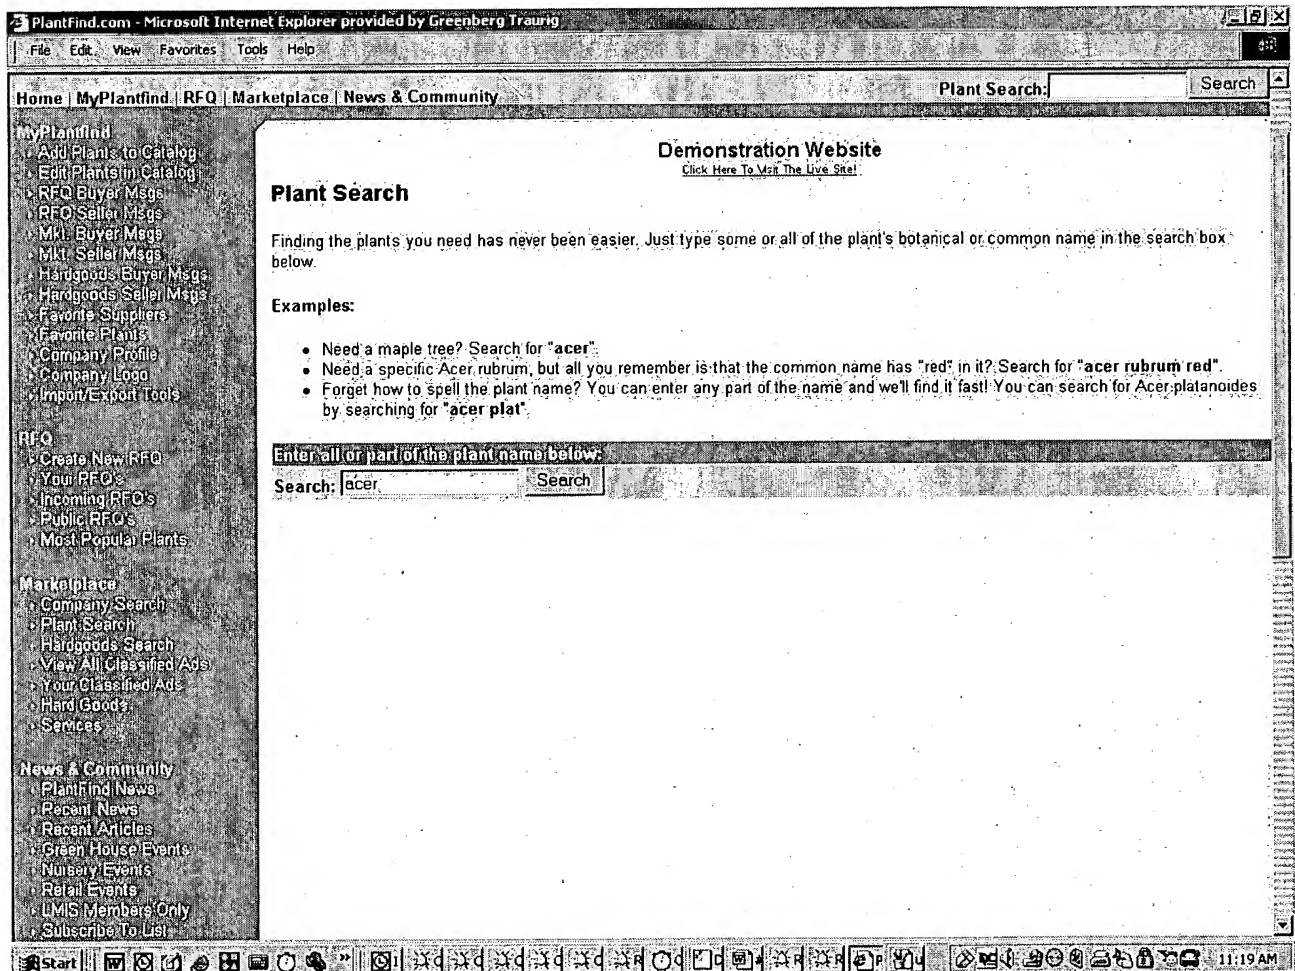 PlantFind.com - Microsoft Internet Explorer provided by Greenberg Traurig
File Edit View Favorites Tools Help
Home | MyPlantfind | RFQ | Marketplace | News & Community
Plant Search: Search
MyPlantfind
Add Plants to Catalog
Edit Plants in Catalog
RFQ Buyer Msgs
RFQ Seller Msgs
Mkt. Buyer Msgs
Mkt. Seller Msgs
Hardgoods Buyer Msgs
Hardgoods Seller Msgs
Favorite Suppliers
Favorite Plants
Company Profile
Company Logo
Import/Export Tools
RFQ
Create New RFQ
Your RFQ's
Incoming RFQ's
Public RFQ's
Most Popular Plants
Marketplace
Company Search
Plant Search
Hardgoods Search
View All Classified Ads
Your Classified Ads
Hard Goods
Services
News & Community
PlantFind News
Recent News
Recent Articles
Green House Events
Nursery Events
Retail Events
LMIS Members Only
Subscribe To List
Demonstration Website
Click Here To Visit The Live Site!
Plant Search
Finding the plants you need has never been easier. Just type some or all of the plant's botanical or common name in the search box
below.
Examples:
• Need a maple tree? Search for "acer".
• Need a specific Acer rubrum, but all you remember is that the common name has "red" in it? Search for "acer rubrum red".
• Forget how to spell the plant name? You can enter any part of the name and we'll find it fast! You can search for Acer platanoides
by searching for "acer plat".
Enter all or part of the plant name below:
Search: acer Search
Start
11:19 AM